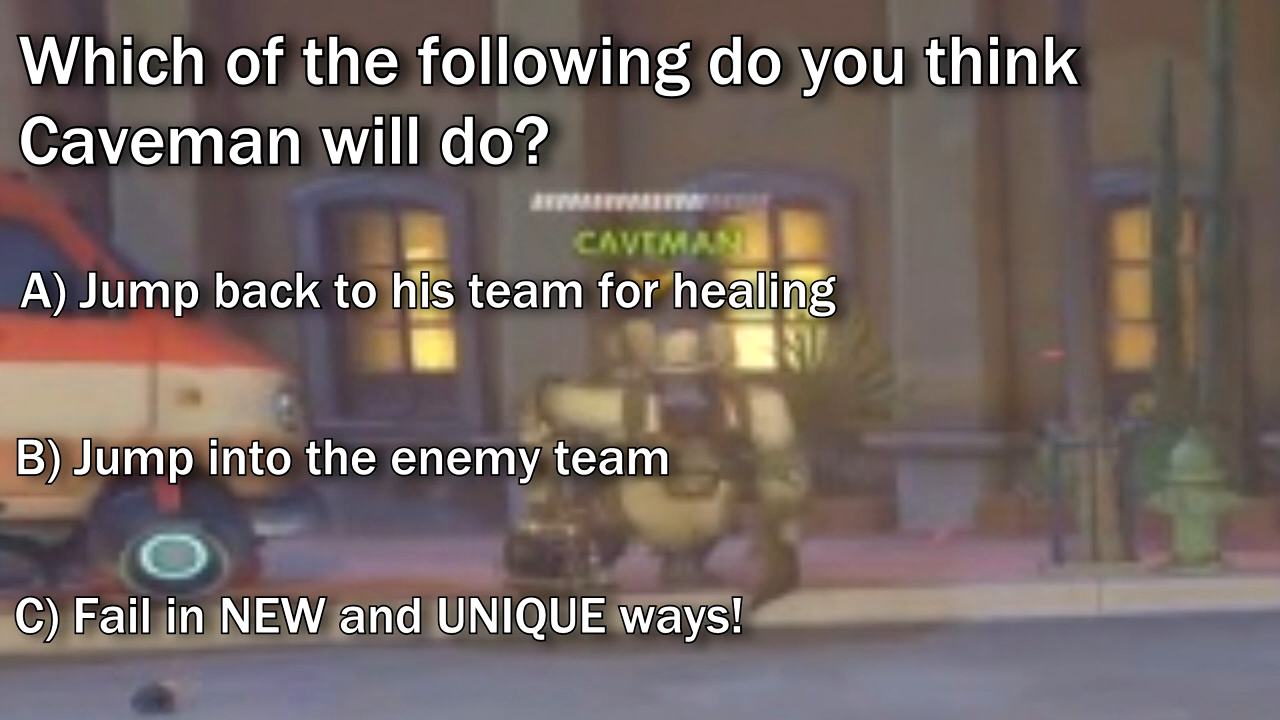 Which of the following do you think
Caveman will do?
CAVEMAN
A) Jump back to his team for healing
B) Jump into the enemy team
C) Fail in NEW and UNIQUE ways!